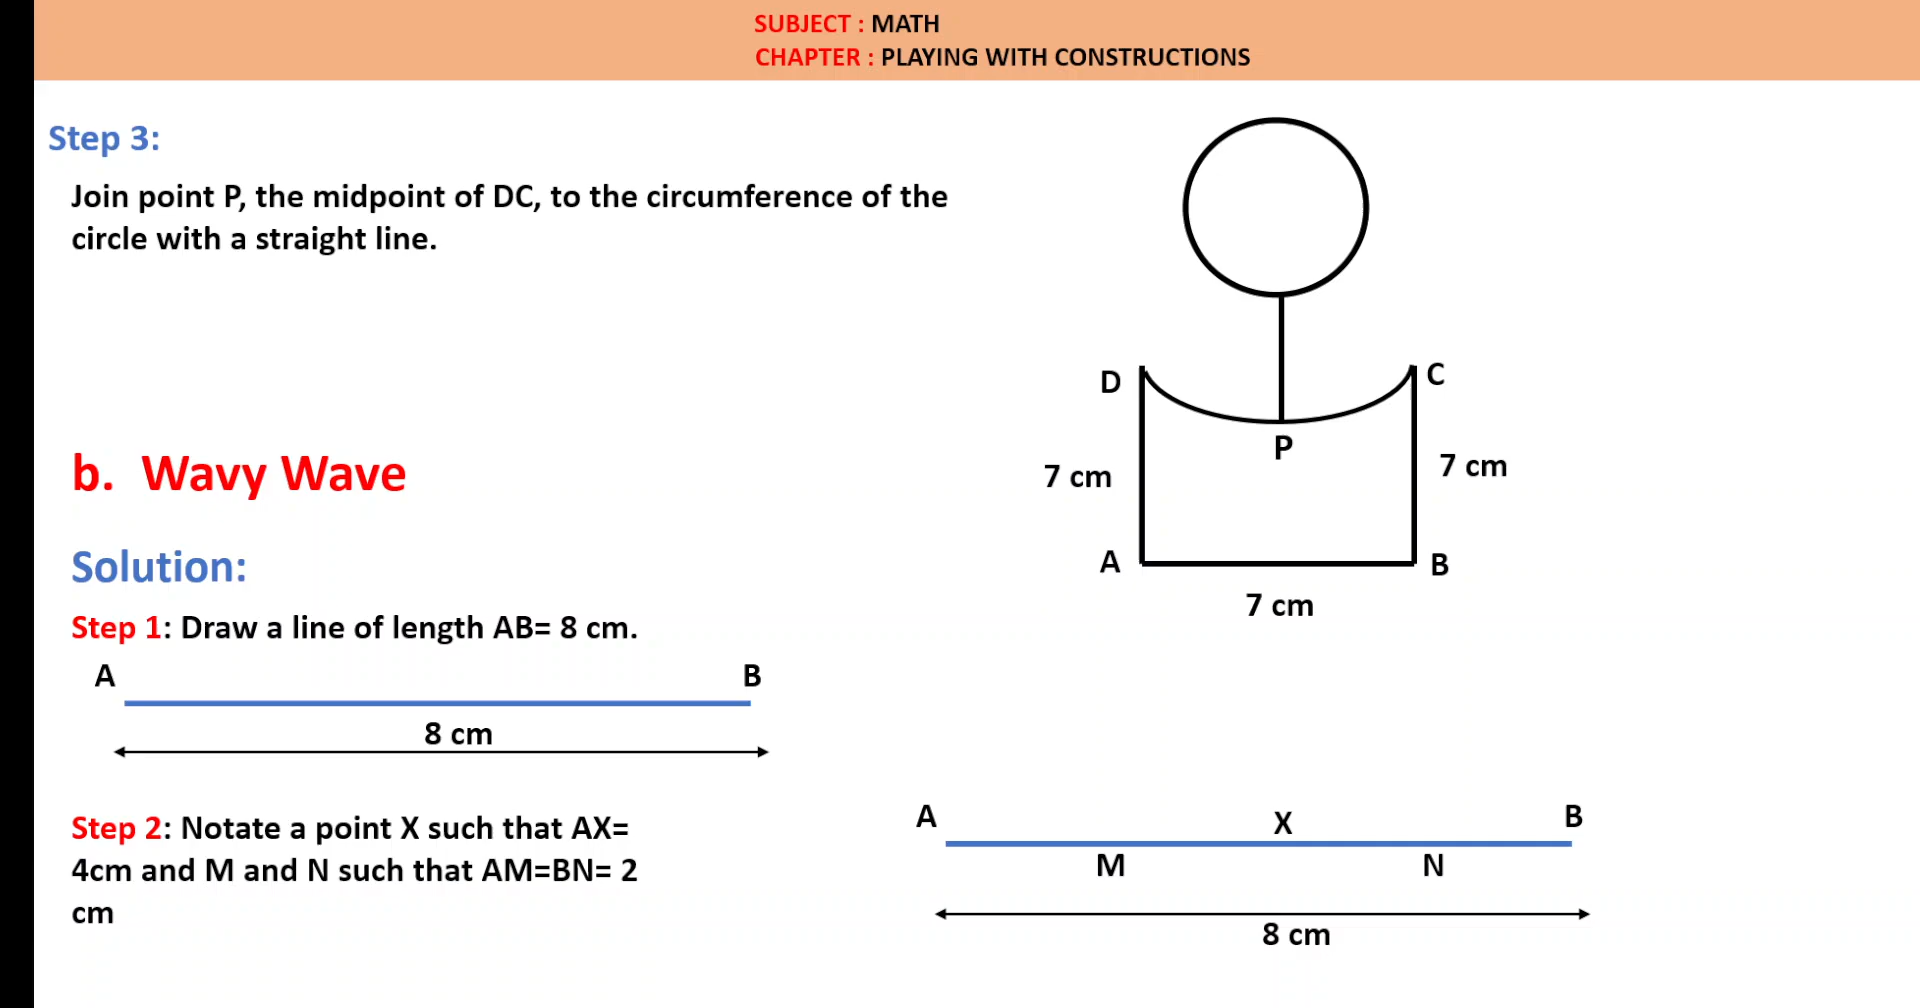 SUBJECT : MATH
CHAPTER : PLAYING WITH CONSTRUCTIONS
Step 3:
Join point P, the midpoint of DC, to the circumference of the
circle with a straight line.
D
C
P
7 cm
7 cm
A
B
7 cm
b. Wavy Wave
Solution:
Step 1: Draw a line of length AB= 8 cm.
A
B
8 cm
Step 2: Notate a point X such that AX=
4cm and M and N such that AM=BN= 2
cm
A
X
B
M
N
8 cm